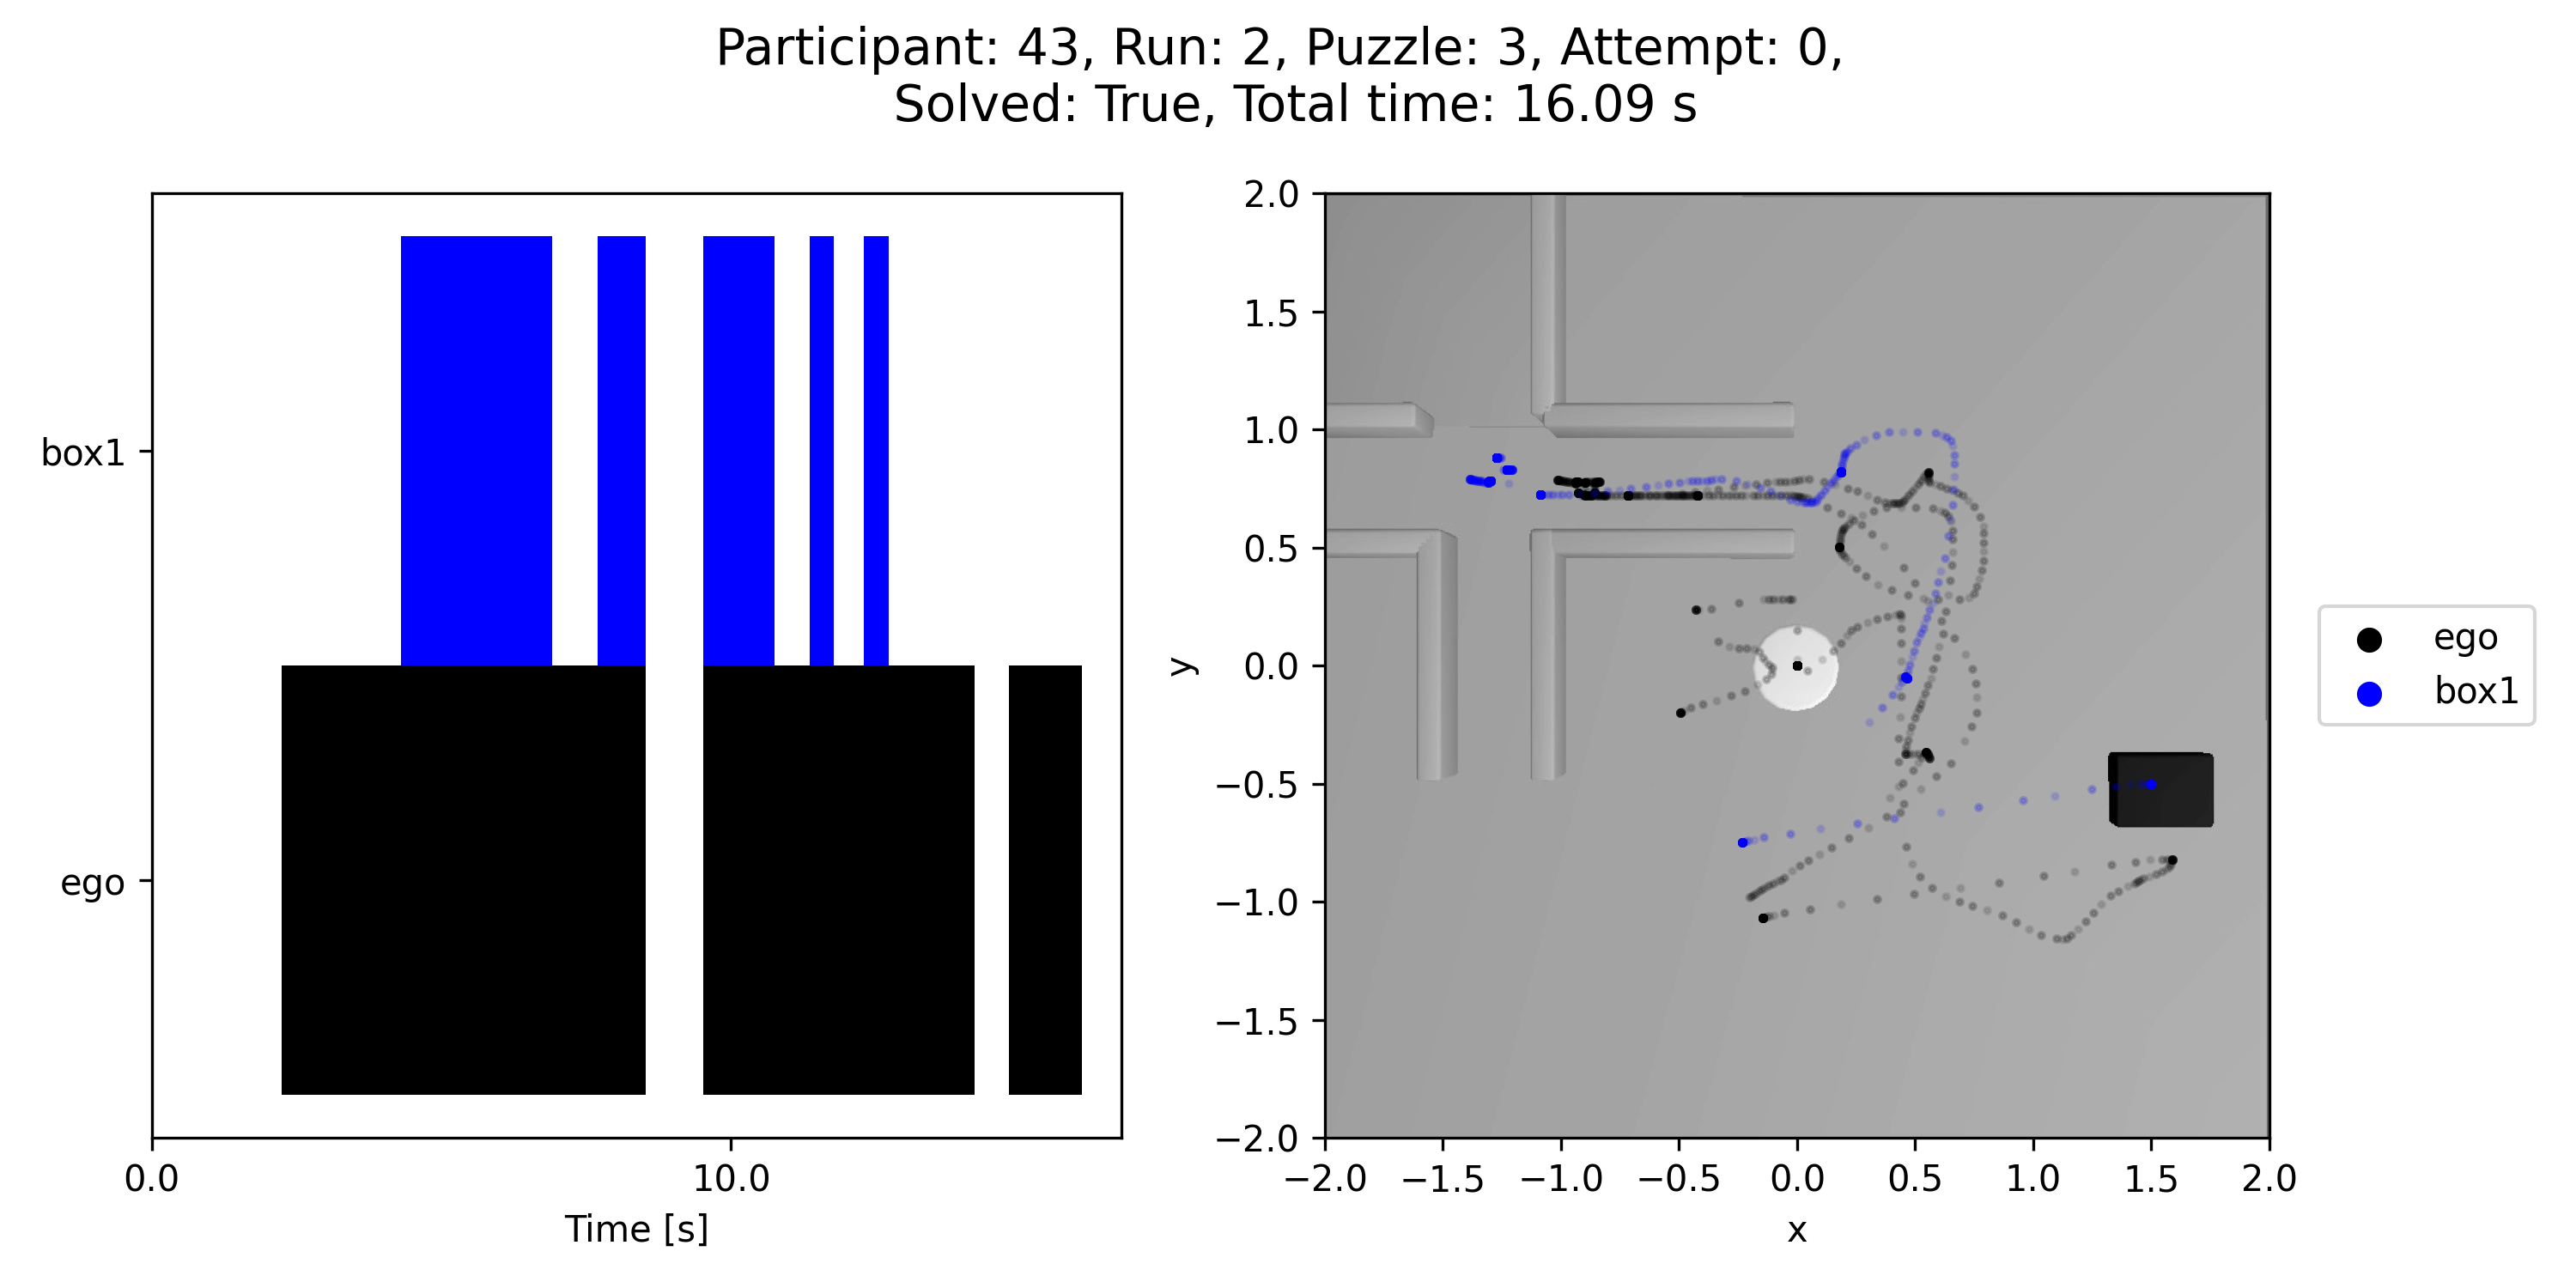 Participant: 43, Run: 2, Puzzle: 3, Attempt: 0,
Solved: True, Total time: 16.09 s
box1
ego
0.0
10.0
Time [s]
2.0
1.5
1.0
0.5
0.0
−0.5
−1.0
−1.5
−2.0
y
−2.0
−1.5
−1.0
−0.5
0.0
0.5
1.0
1.5
2.0
x
ego
box1